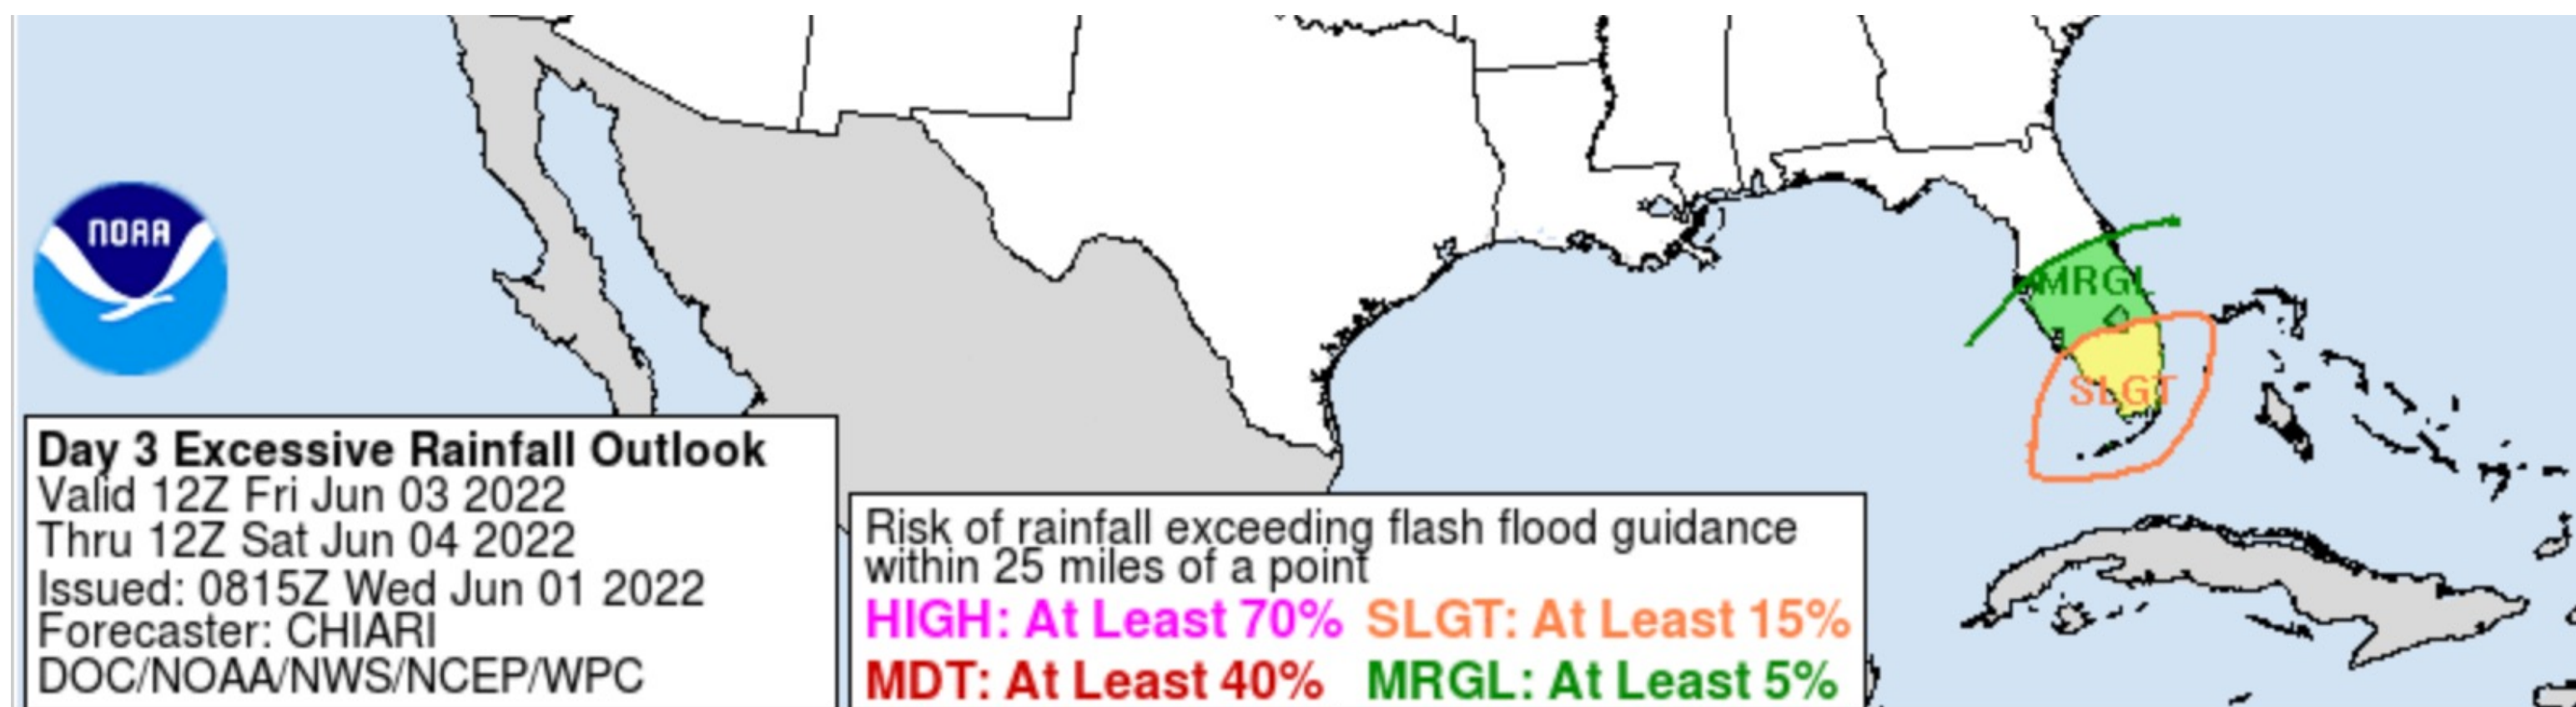 NOAA
MRGL
SLGT
Day 3 Excessive Rainfall Outlook
Valid 12Z Fri Jun 03 2022
Thru 12Z Sat Jun 04 2022
Issued: 0815Z Wed Jun 01 2022
Forecaster: CHIARI
DOC/NOAA/NWS/NCEP/WPC
Risk of rainfall exceeding flash flood guidance
within 25 miles of a point
HIGH: At Least 70% SLGT: At Least 15%
MDT: At Least 40% MRGL: At Least 5%